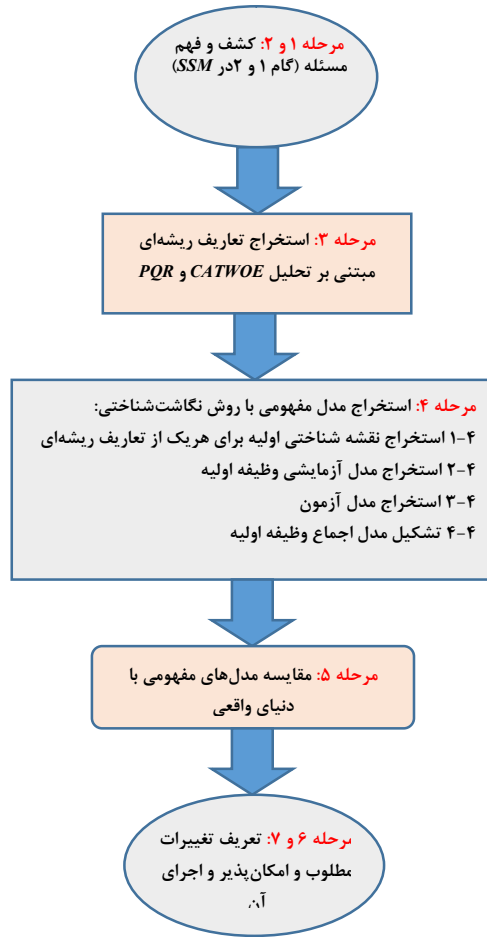 مرحله ۱ و ۲: کشف و فهم
مسئله (گام ۱ و ۲در SSM)
مرحله ۳: استخراج تعاریف ریشه‌ای
مبتنی بر تحلیل CATWOE و PQR
مرحله ۴: استخراج مدل مفهومی با روش نگاشت‌شناختی:
۴-۱ استخراج نقشه شناختی اولیه برای هریک از تعاریف ریشه‌ای
۴-۲ استخراج مدل آزمایشی وظیفه اولیه
۴-۳ استخراج مدل آزمون
۴-۴ تشکیل مدل اجماع وظیفه اولیه
مرحله ۵: مقایسه مدل‌های مفهومی با
دنیای واقعی
مرحله ۶ و ۷: تعریف تغییرات
مطلوب و امکان‌پذیر و اجرای
آن